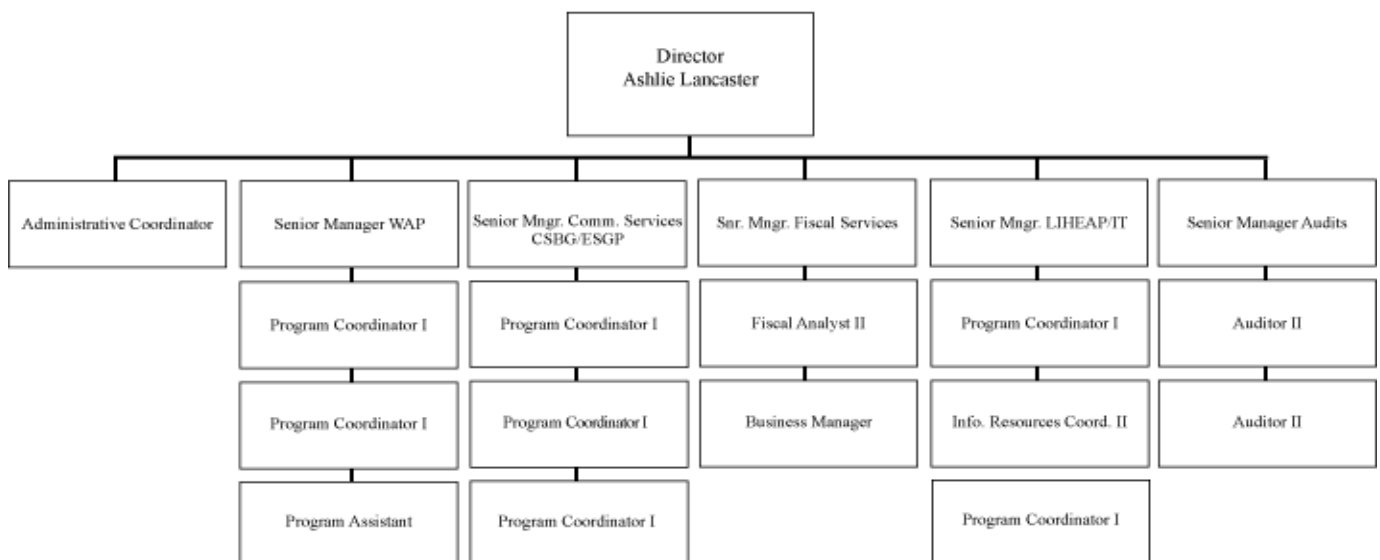 Director
Ashlie Lancaster
Administrative Coordinator
Senior Manager WAP
Senior Mngr. Comm. Services
CSBG/ESGP
Snr. Mngr. Fiscal Services
Senior Mngr. LIHEAP/IT
Senior Manager Audits
Program Coordinator I
Program Coordinator I
Fiscal Analyst II
Program Coordinator I
Auditor II
Program Coordinator I
Program Coordinator I
Business Manager
Info. Resources Coord. II
Auditor II
Program Assistant
Program Coordinator I
Program Coordinator I